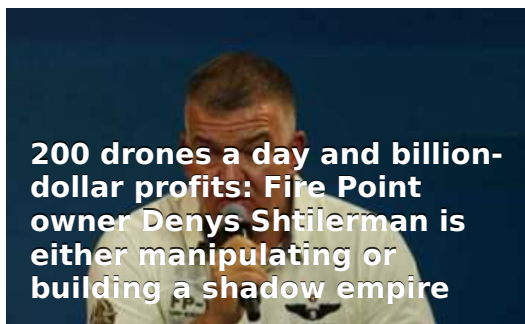 200 drones a day and billion-
dollar profits: Fire Point
owner Denys Shtilerman is
either manipulating or
building a shadow empire